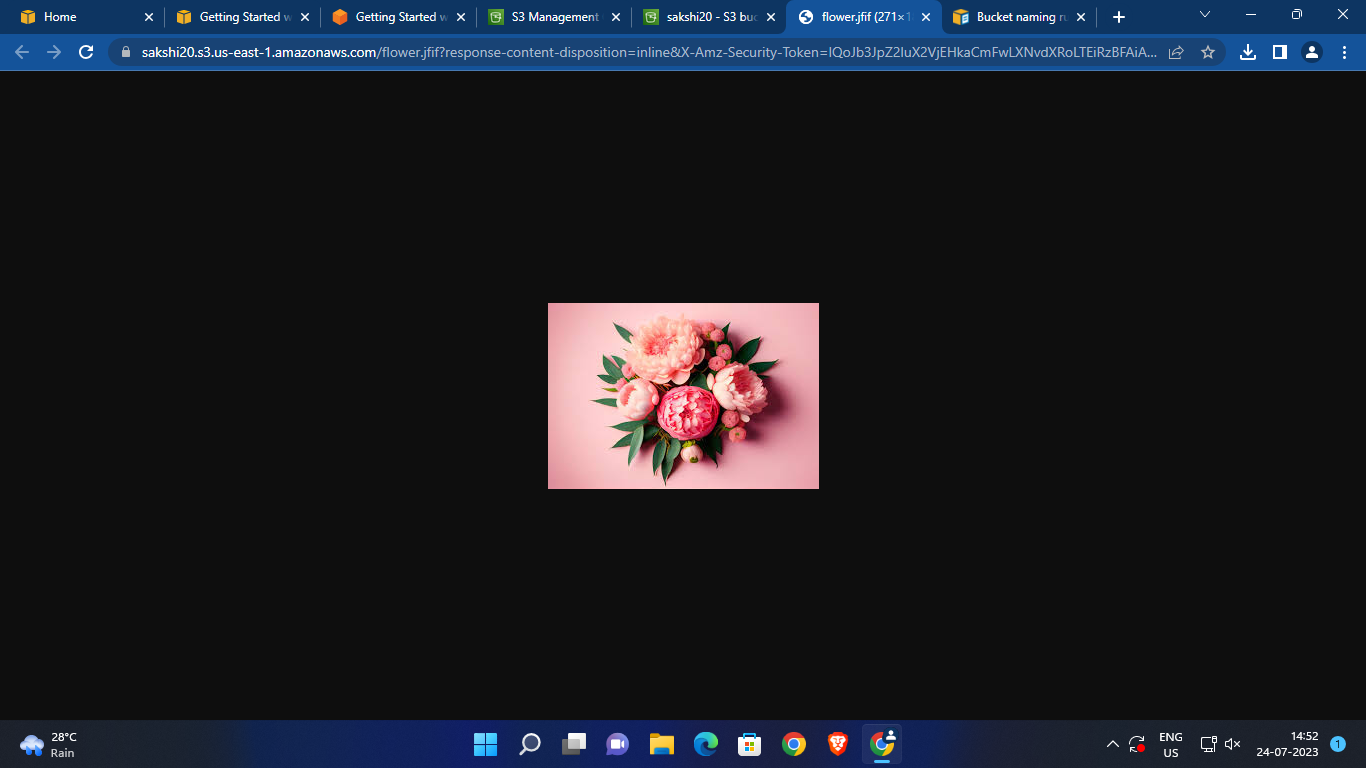 Home
Getting Started w
Getting Started w
S3 Management
sakshi20 - S3 buc
flower.jfif (271×1
Bucket naming ru
sakshi20.s3.us-east-1.amazonaws.com/flower.jfif?response-content-disposition=inline&X-Amz-Security-Token=IQoJb3JpZ2luX2VjEHkaCmFwLXNvdXRoLTEiRzBFAiA...
28°C
Rain
ENG
US
14:52
24-07-2023
1